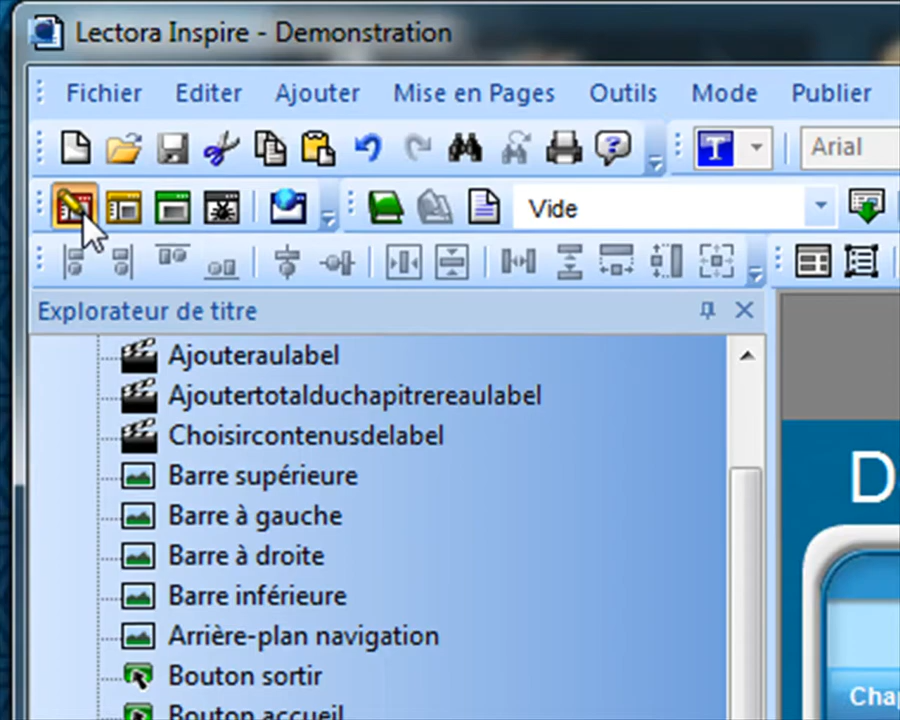 Lectora Inspire - Demonstration
Fichier Editer Ajouter Mise en Pages Outils Mode Publier
T Arial
Vide
Explorateur de titre
Ajouteraulabel
Ajoutertotalduchapitrereaulabel
Choisircontenusdelabel
Barre supérieure
Barre à gauche
Barre à droite
Barre inférieure
Arrière-plan navigation
Bouton sortir
Bouton accueil
D
Chap